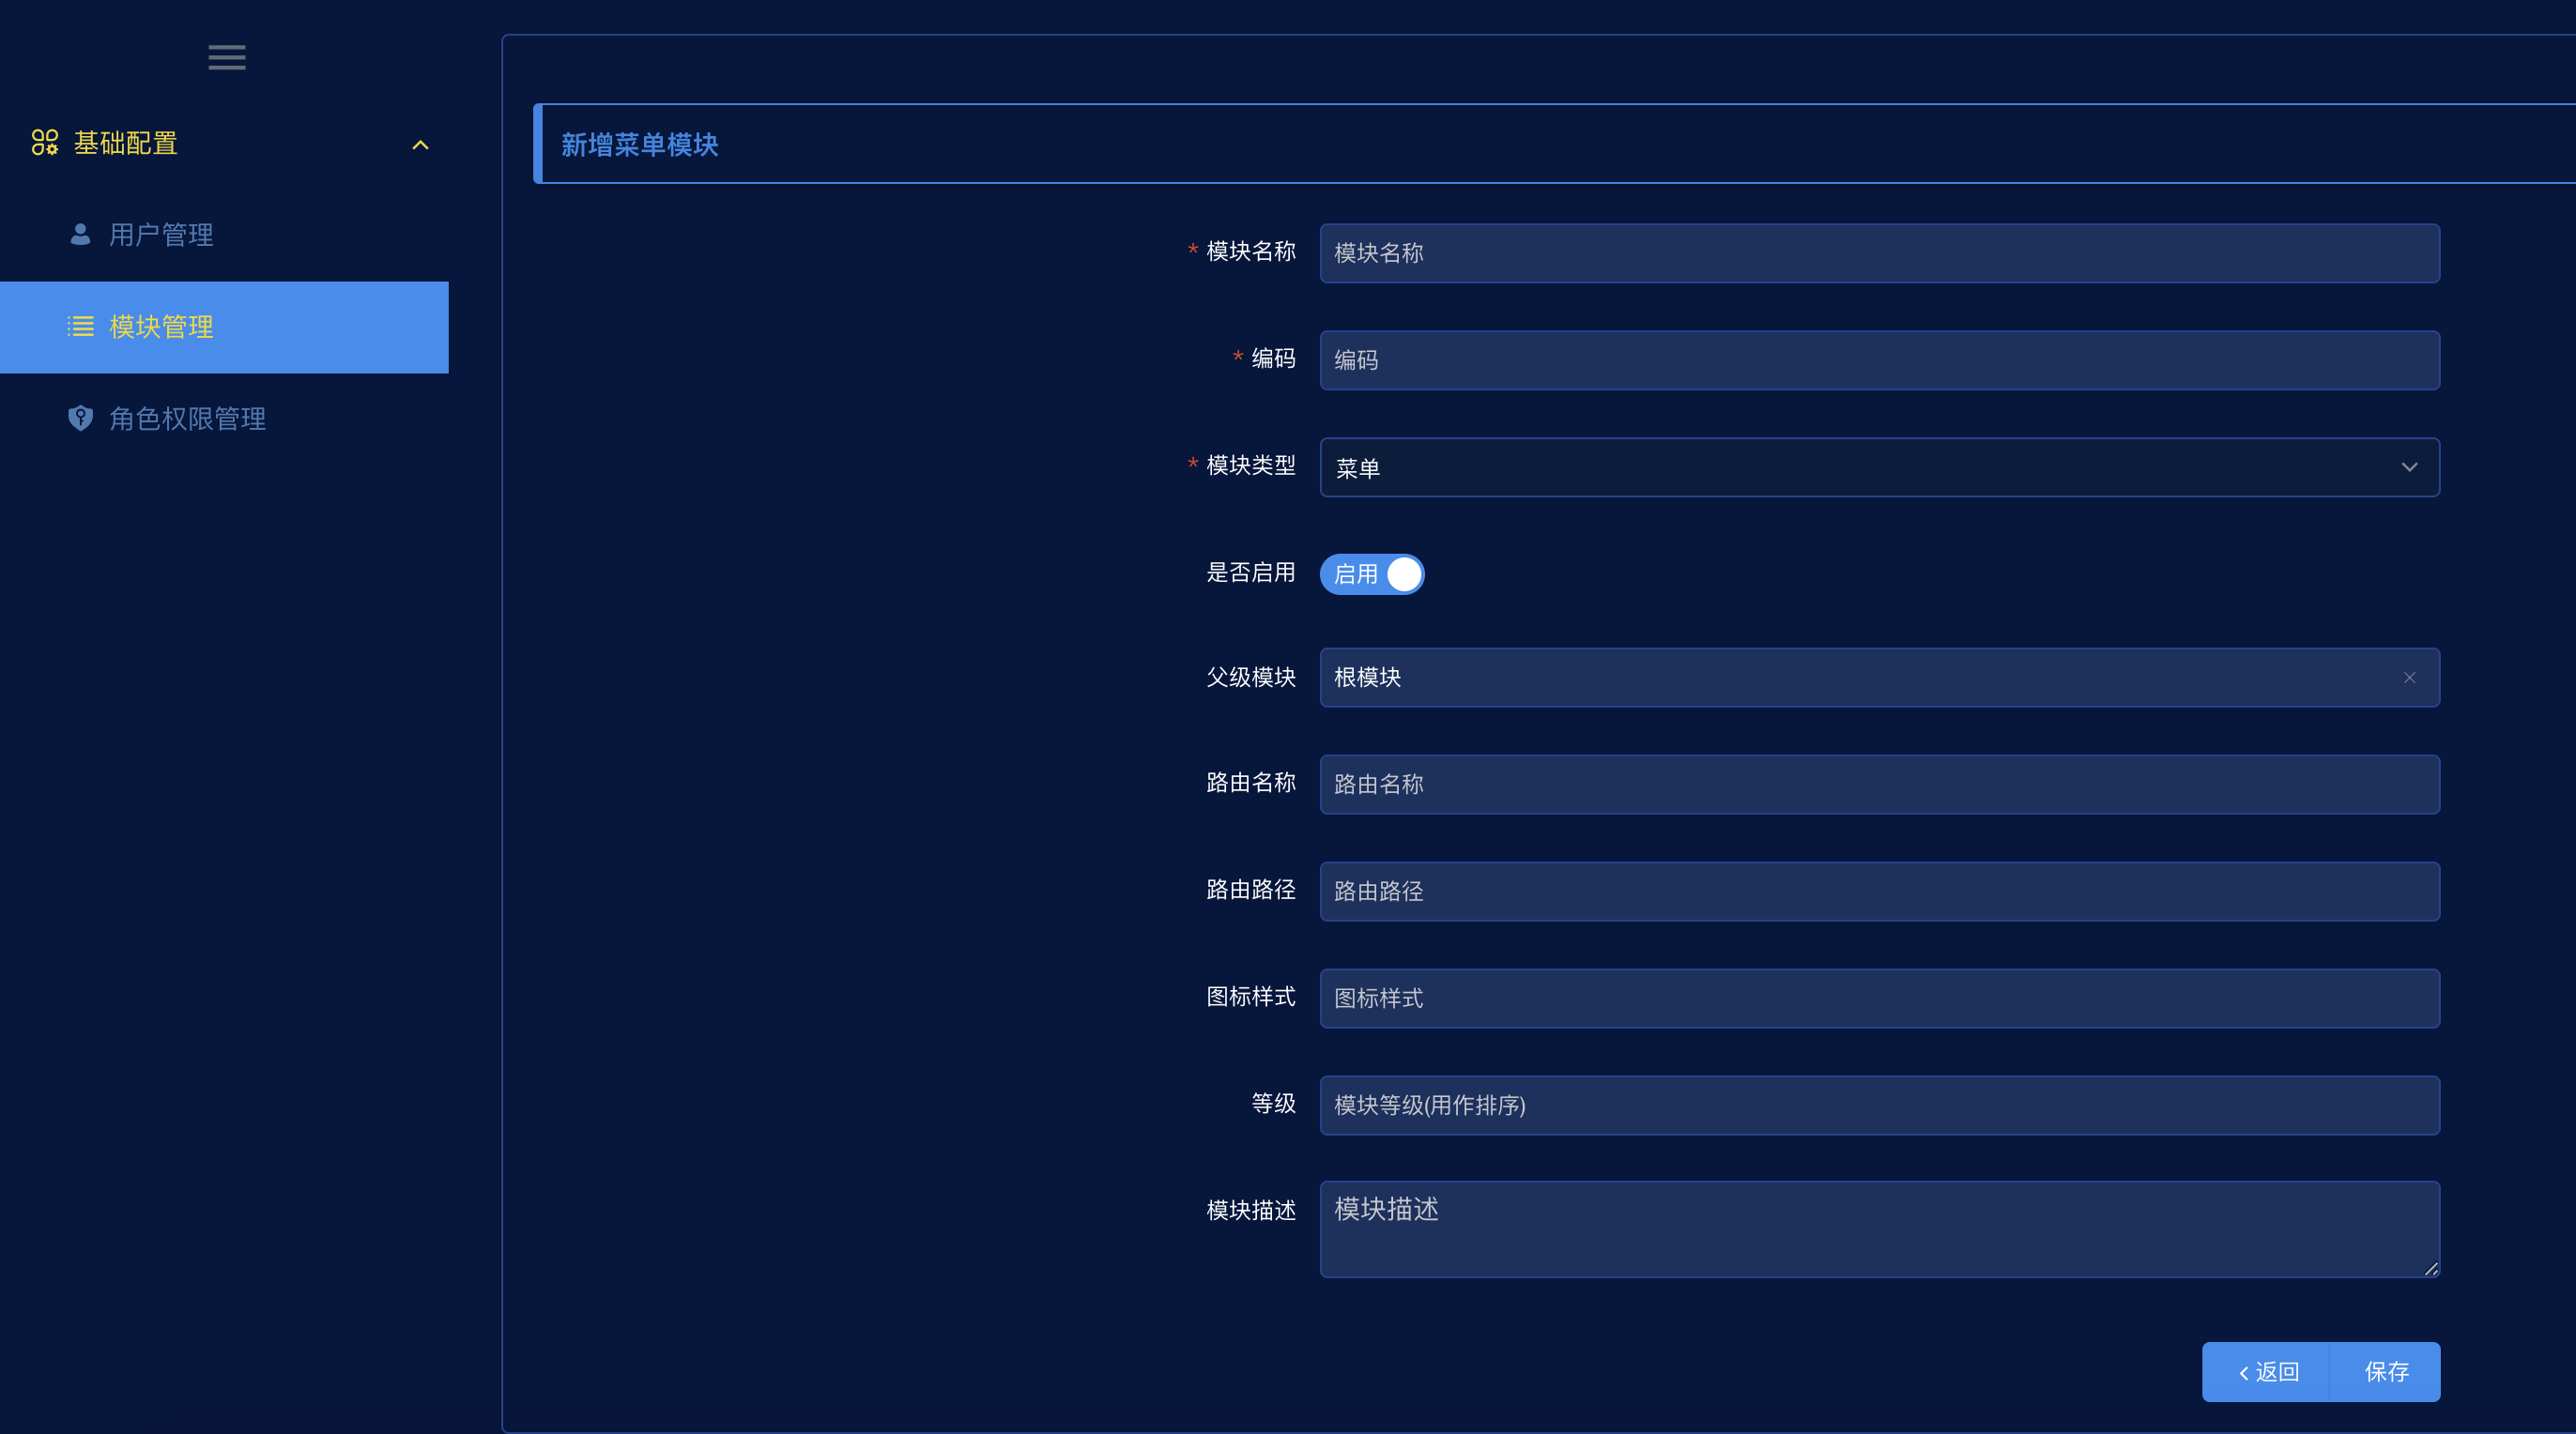 基础配置
用户管理
模块管理
角色权限管理
新增菜单模块
* 模块名称 模块名称
* 编码 编码
* 模块类型 菜单
是否启用 启用
父级模块 根模块
路由名称 路由名称
路由路径 路由路径
图标样式 图标样式
等级 模块等级(用作排序)
模块描述 模块描述
返回 保存